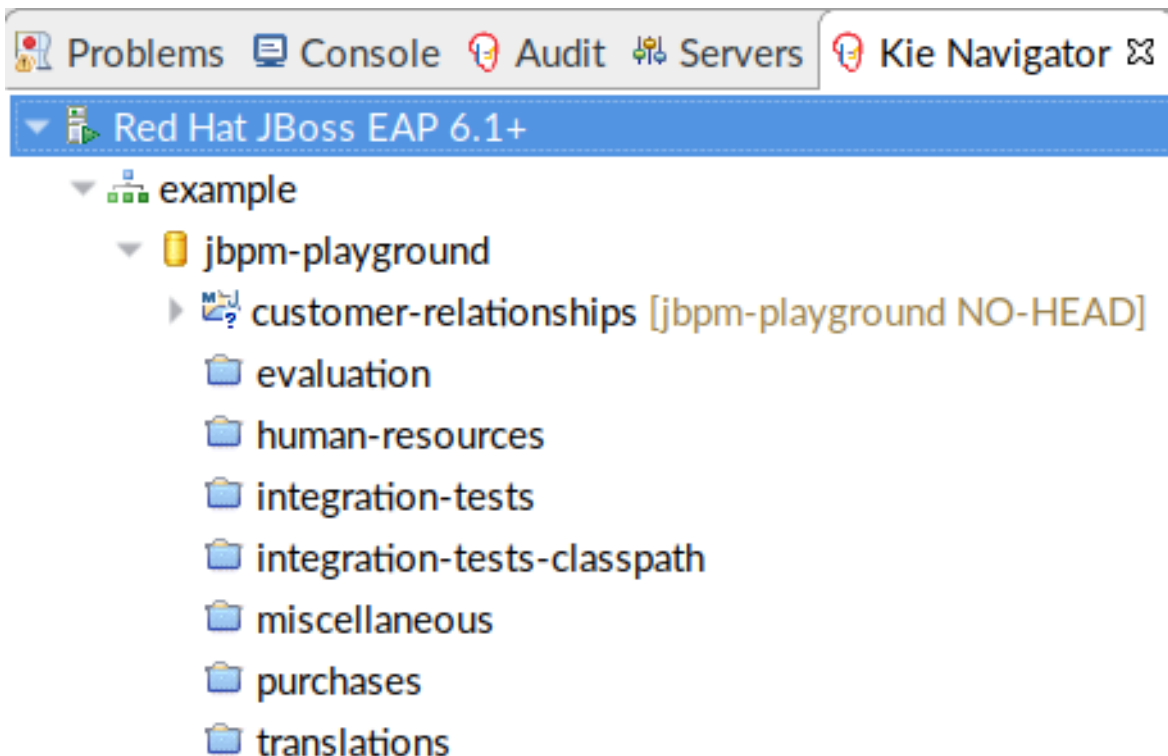 Problems Console Audit Servers Kie Navigator
Red Hat JBoss EAP 6.1+
example
jbpm-playground
customer-relationships [jbpm-playground NO-HEAD]
evaluation
human-resources
integration-tests
integration-tests-classpath
miscellaneous
purchases
translations